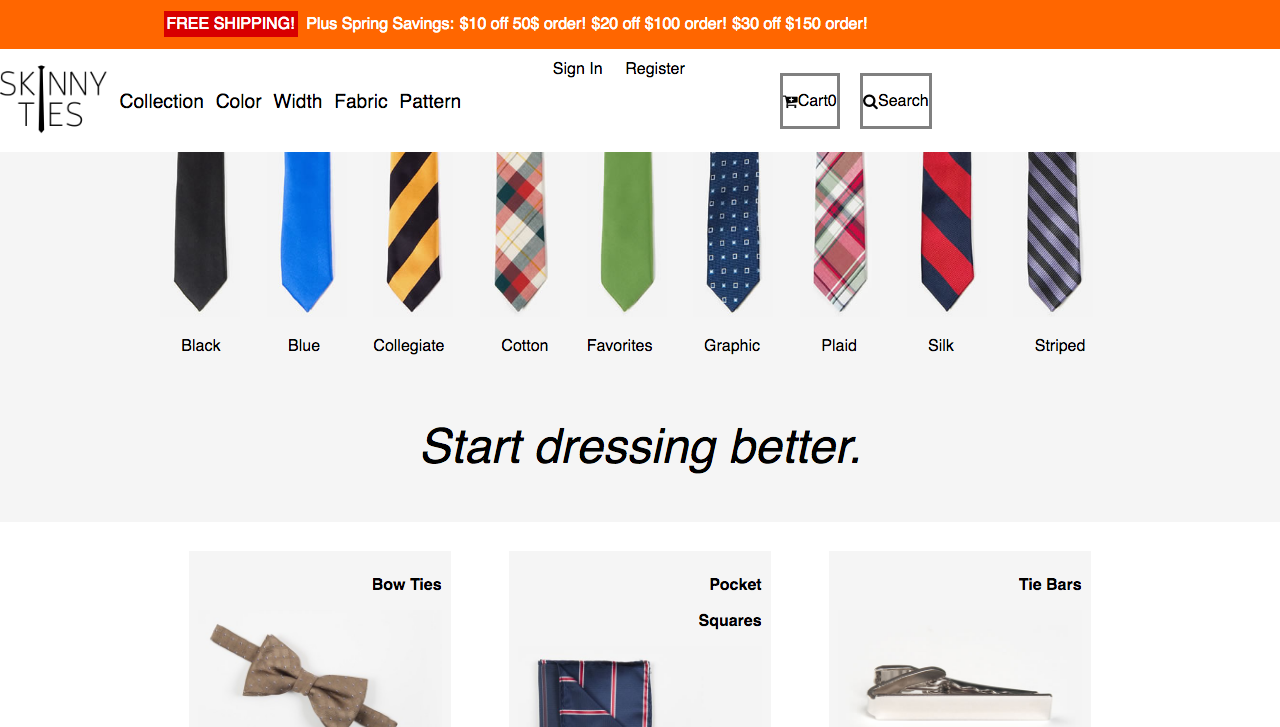 FREE SHIPPING! Plus Spring Savings: $10 off 50$ order! $20 off $100 order! $30 off $150 order!
Sign In Register
SKINNY
TIES
Collection Color Width Fabric Pattern
Cart0
Search
Black Blue Collegiate Cotton Favorites Graphic Plaid Silk Striped
Start dressing better.
Bow Ties
Pocket
Squares
Tie Bars